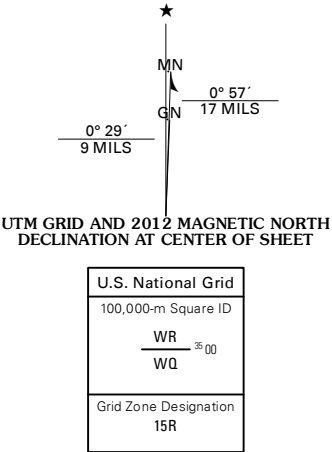 ★
MN
0° 57´
17 MILS
GN
0° 29´
9 MILS
UTM GRID AND 2012 MAGNETIC NORTH
DECLINATION AT CENTER OF SHEET
U.S. National Grid
100,000-m Square ID
WR
35 00
WQ
Grid Zone Designation
15R